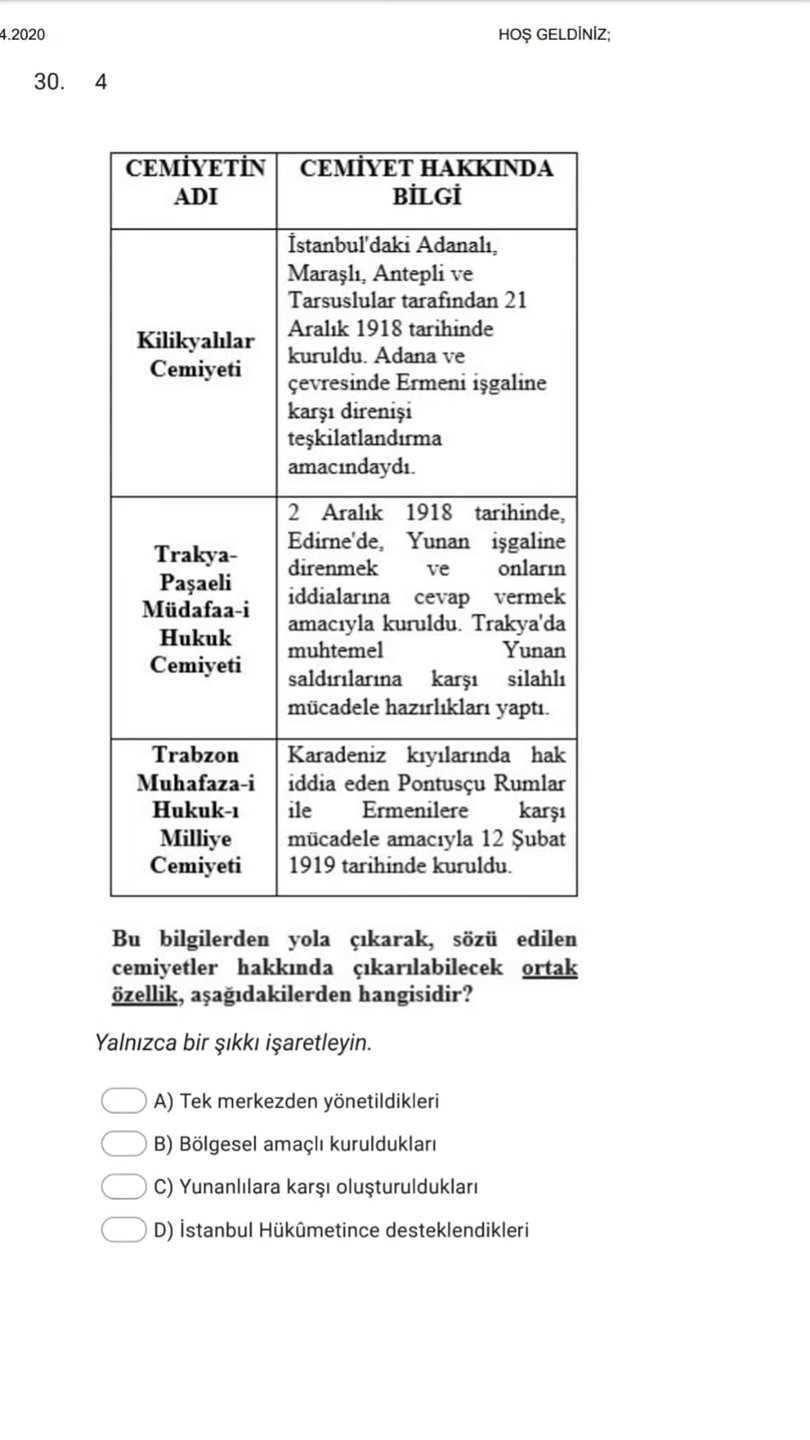 4.2020
HOŞ GELDİNİZ;
30. 4
CEMİYETİN
ADI
CEMİYET HAKKINDA
BİLGİ
Kilikyalılar
Cemiyeti
İstanbul'daki Adanalı,
Maraşlı, Antepli ve
Tarsuslular tarafından 21
Aralık 1918 tarihinde
kuruldu. Adana ve
çevresinde Ermeni işgaline
karşı direnişi
teşkilatlandırma
amacındaydı.
Trakya-
Paşaeli
Müdafaa-i
Hukuk
Cemiyeti
2 Aralık 1918 tarihinde,
Edirne'de, Yunan işgaline
direnmek ve onların
iddialarına cevap vermek
amacıyla kuruldu. Trakya'da
muhtemel Yunan
saldırılarına karşı silahlı
mücadele hazırlıkları yaptı.
Trabzon
Muhafaza-i
Hukuk-ı
Milliye
Cemiyeti
Karadeniz kıyılarında hak
iddia eden Pontusçu Rumlar
ile Ermenilere karşı
mücadele amacıyla 12 Şubat
1919 tarihinde kuruldu.
Bu bilgilerden yola çıkarak, sözü edilen
cemiyetler hakkında çıkarılabilecek ortak
özellik, aşağıdakilerden hangisidir?
Yalnızca bir şıkkı işaretleyin.
A) Tek merkezden yönetildikleri
B) Bölgesel amaçlı kuruldukları
C) Yunanlılara karşı oluşturuldukları
D) İstanbul Hükûmetince desteklendikleri